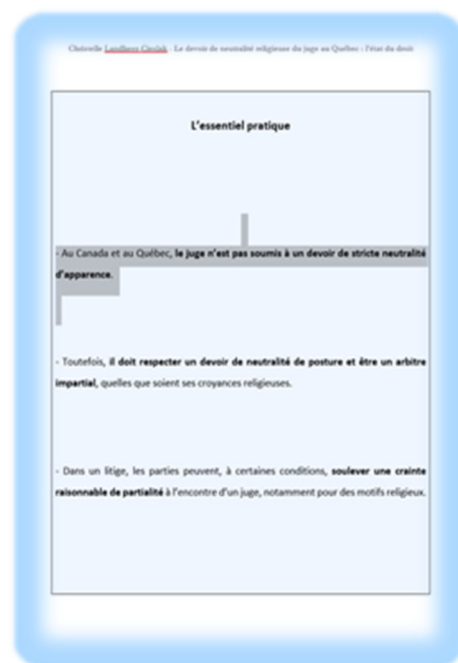 Christelle Landheer-Cieslak - Le devoir de neutralité religieuse du juge au Québec : l'état du droit
L'essentiel pratique
- Au Canada et au Québec, le juge n'est pas soumis à un devoir de stricte neutralité
d'apparence.
- Toutefois, il doit respecter un devoir de neutralité de posture et être un arbitre
impartial, quelles que soient ses croyances religieuses.
- Dans un litige, les parties peuvent, à certaines conditions, soulever une crainte
raisonnable de partialité à l'encontre d'un juge, notamment pour des motifs religieux.